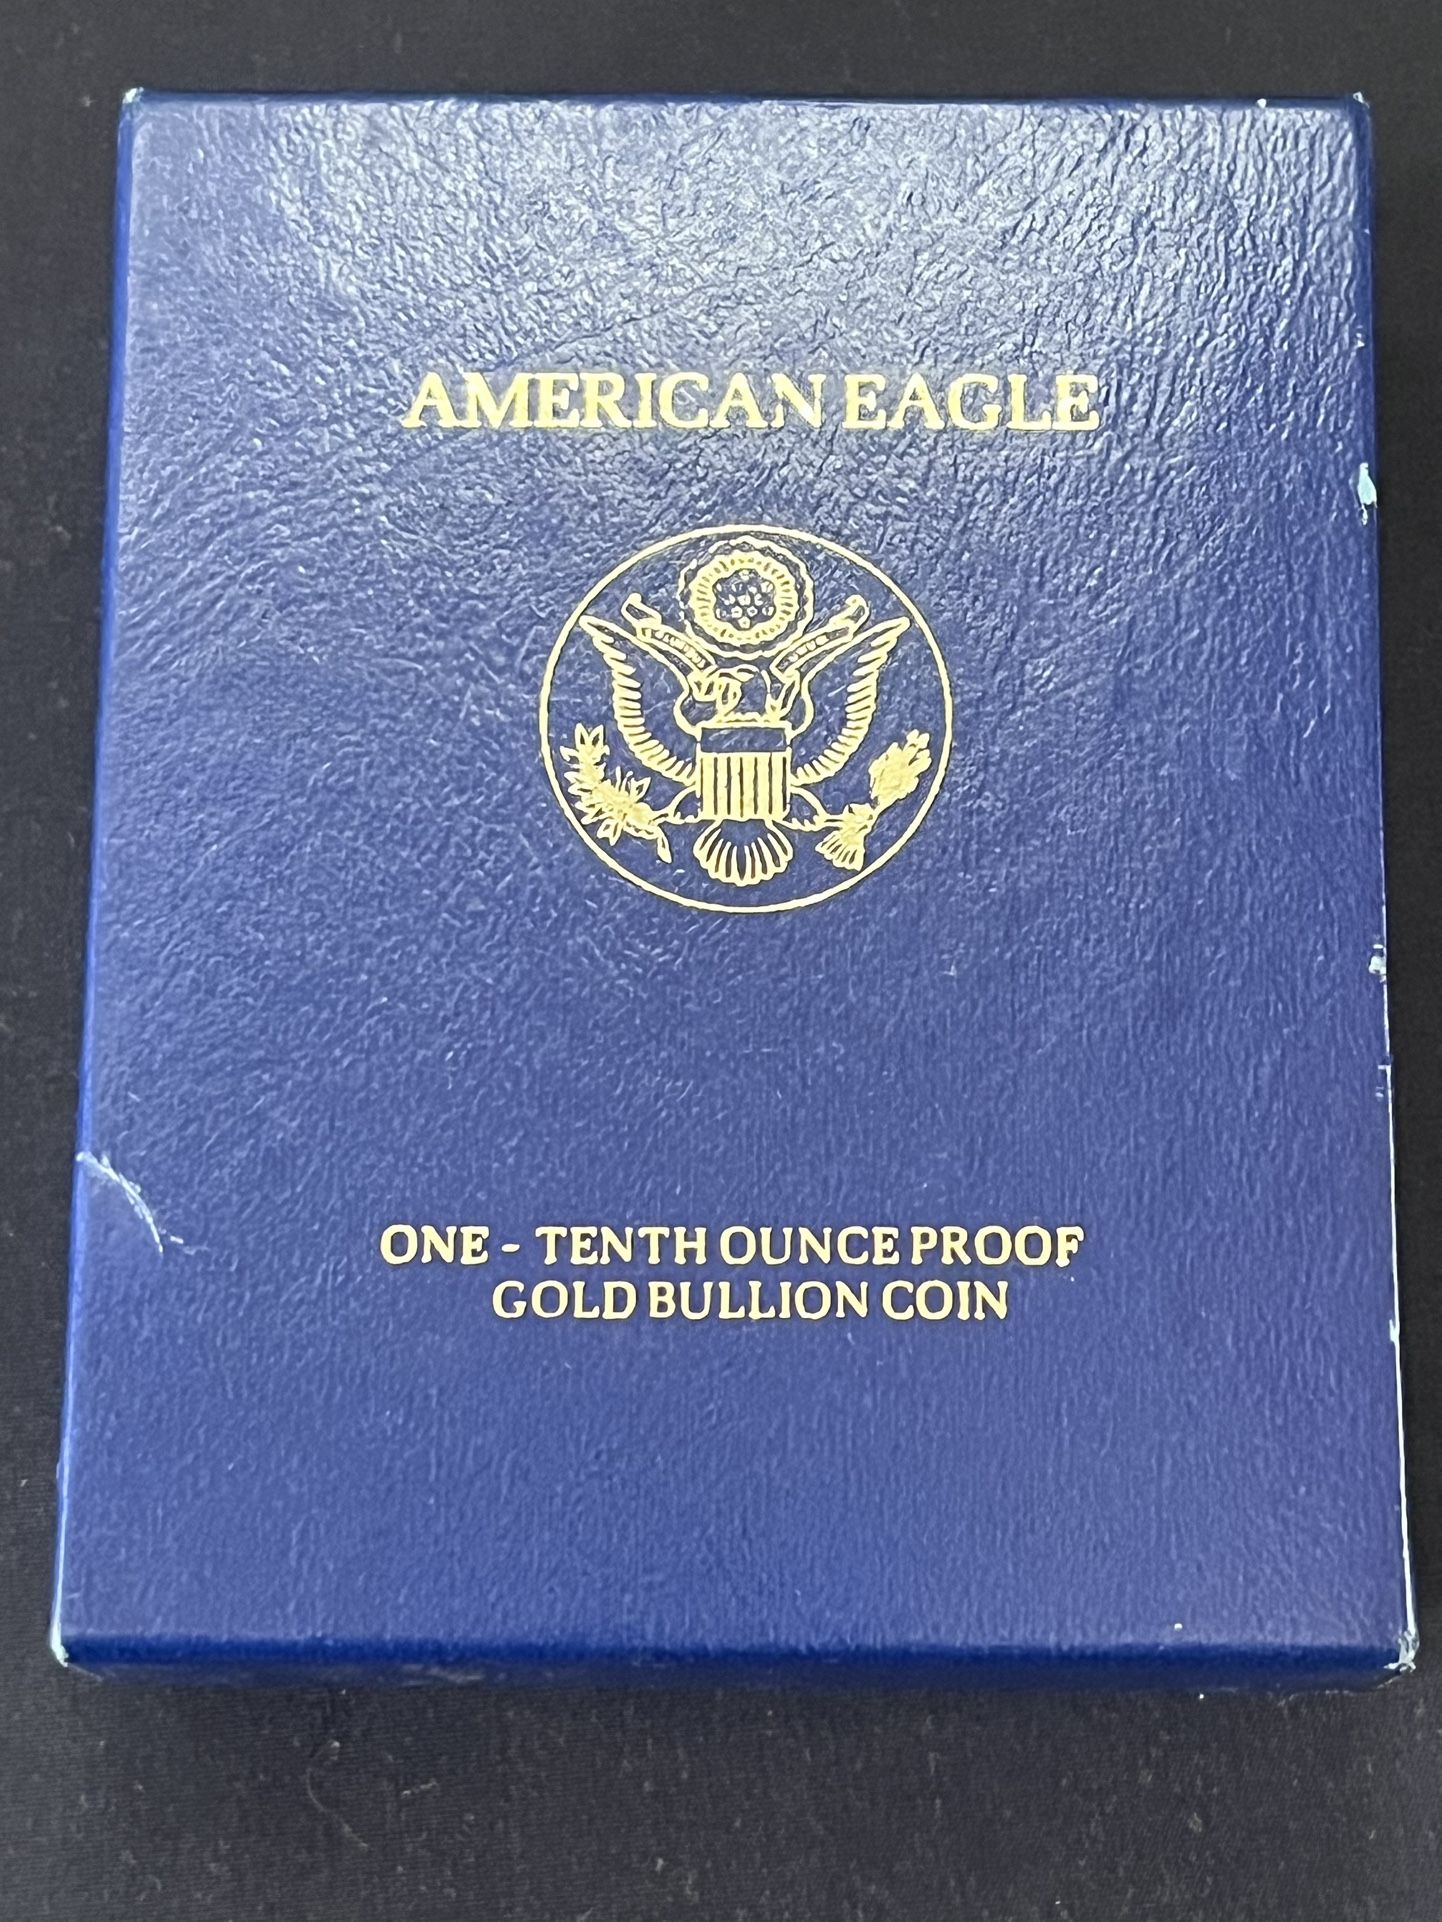 AMERICAN EAGLE
ONE - TENTH OUNCE PROOF
GOLD BULLION COIN